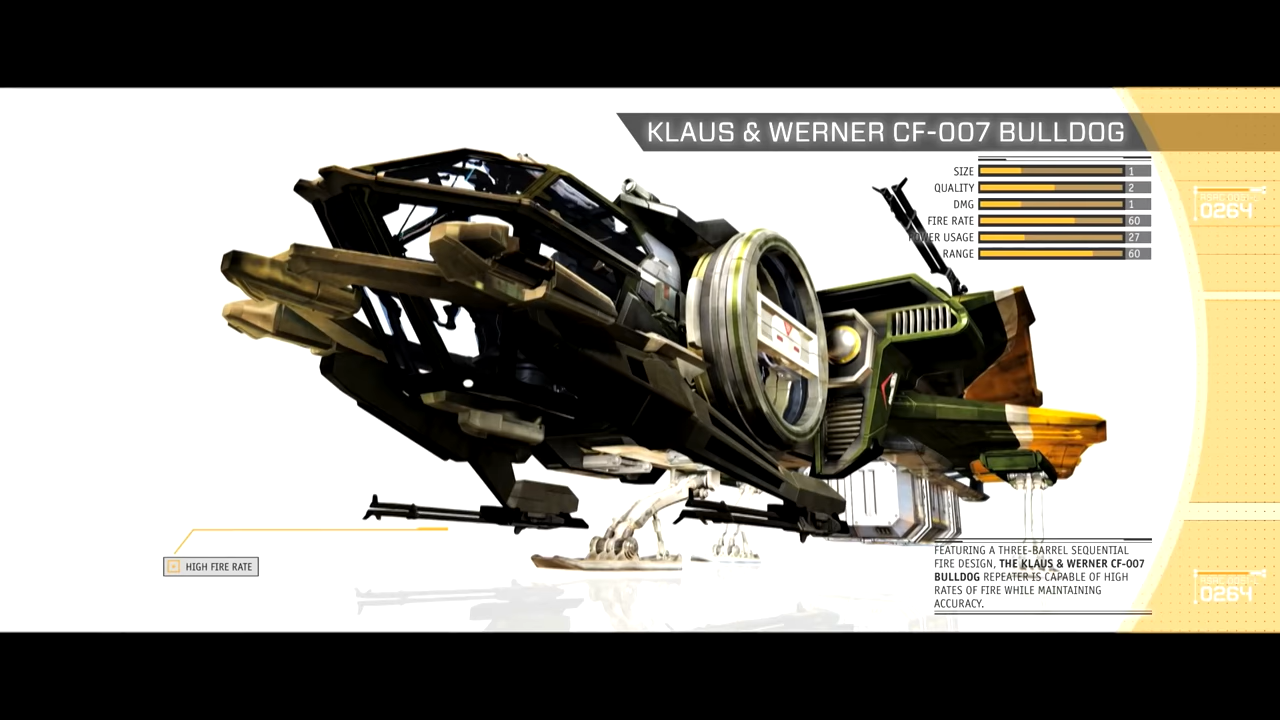 KLAUS & WERNER CF-007 BULLDOG
SIZE 1
QUALITY 2
DMG 1
FIRE RATE 60
POWER USAGE 27
RANGE 60
0264
HIGH FIRE RATE
FEATURING A THREE-BARREL SEQUENTIAL
FIRE DESIGN, THE KLAUS & WERNER CF-007
BULLDOG REPEATER IS CAPABLE OF HIGH
RATES OF FIRE WHILE MAINTAINING
ACCURACY.
0264